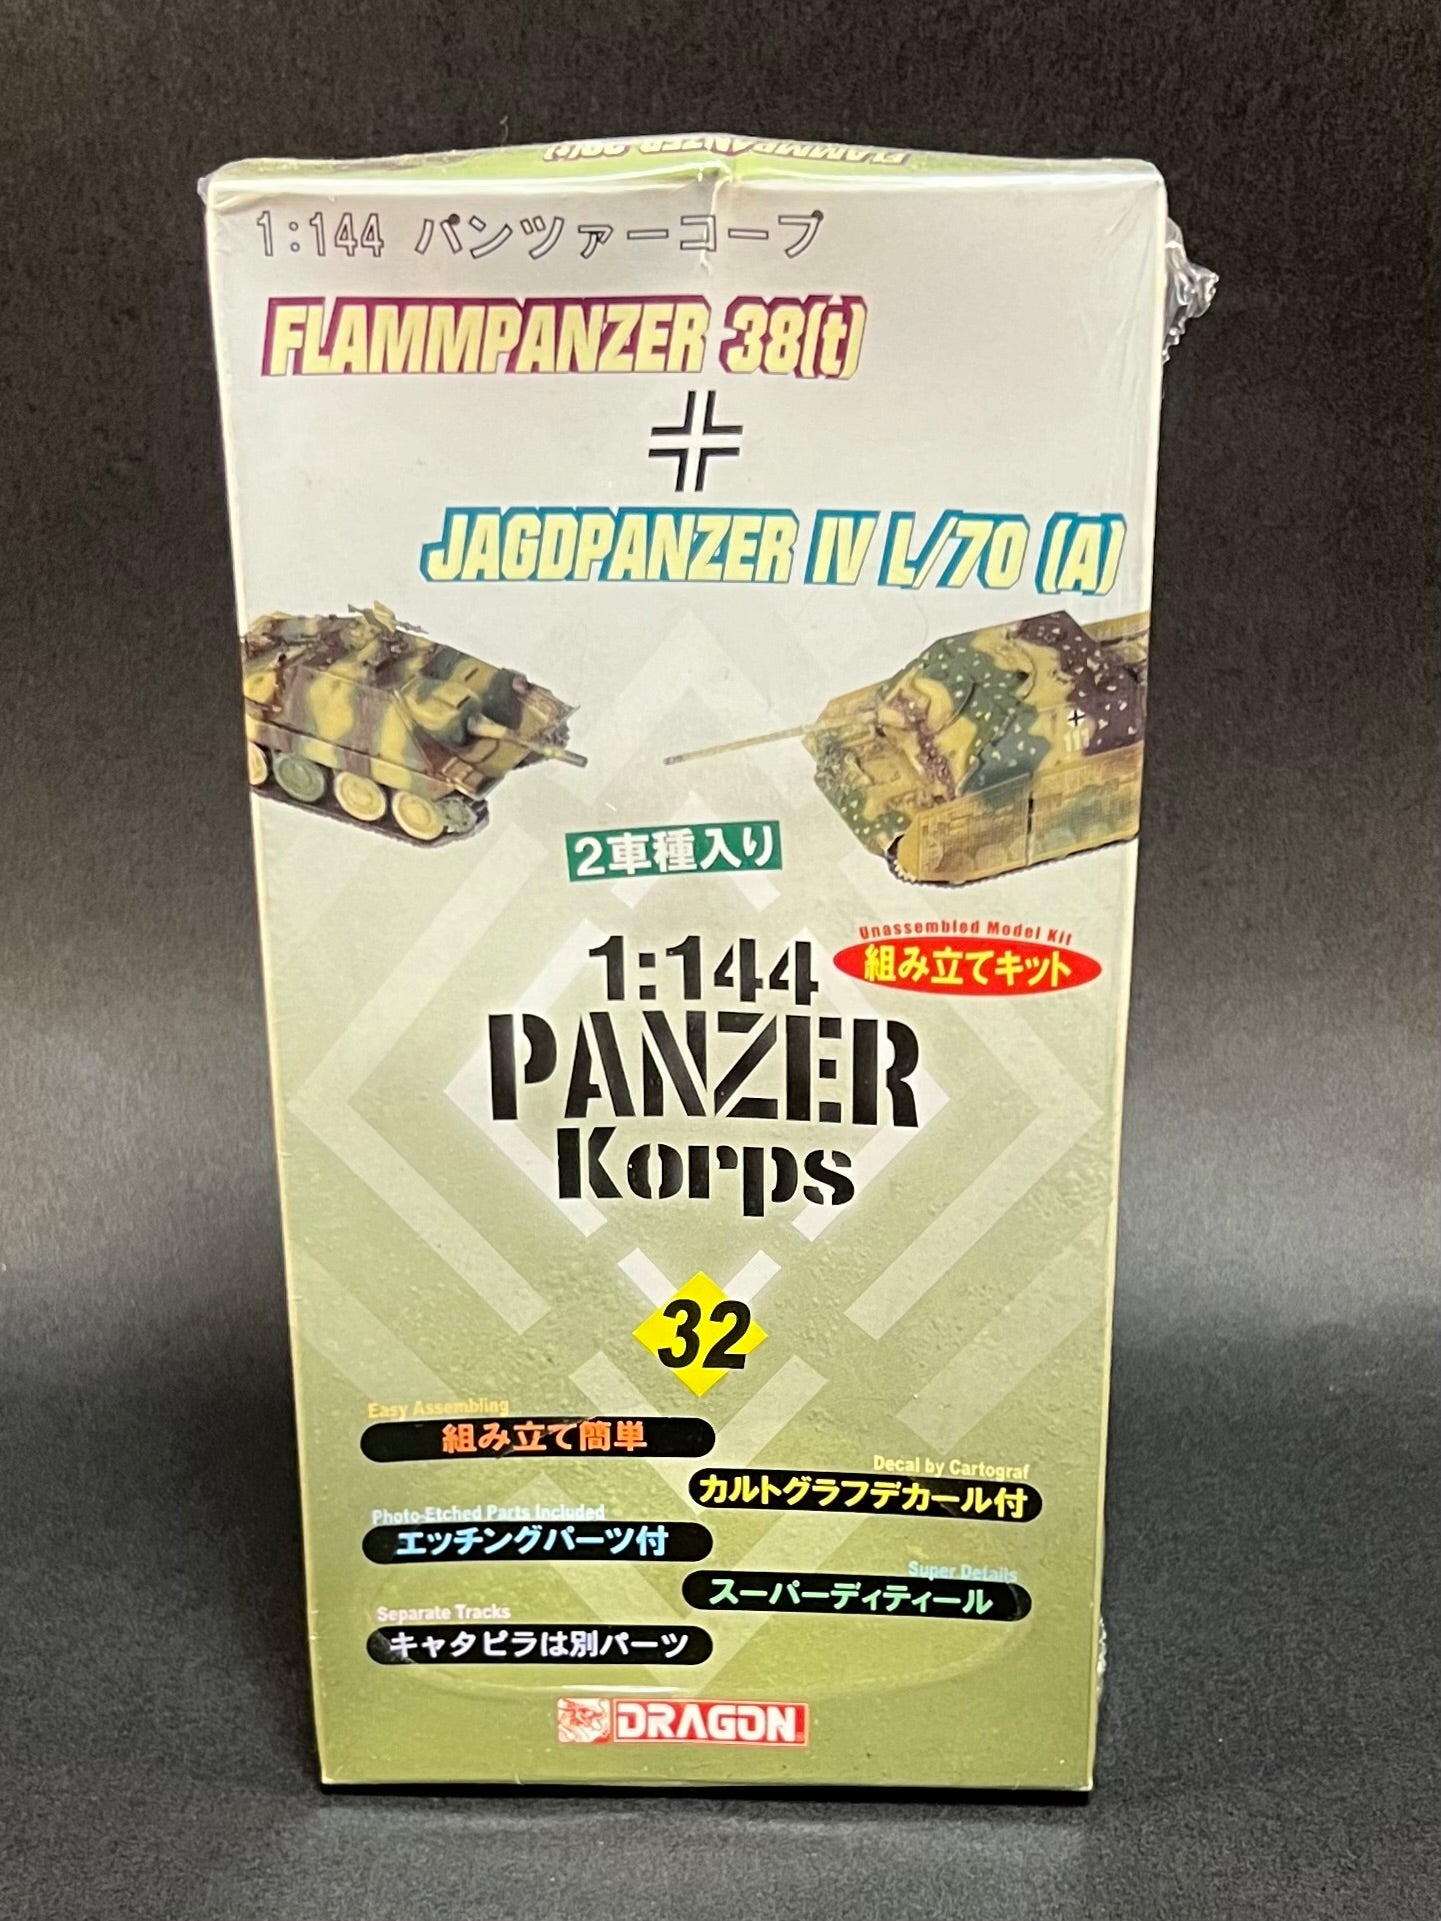 FLAMMPANZER 38(t)
1:144 パンツァーコープ
FLAMMPANZER 38(t)
JAGDPANZER IV L/70 (A)
2車種入り
Unassembled Model Kit
組み立てキット
1:144
PANZER
Korps
32
Easy Assembling
組み立て簡単
Decal by Cartograf
カルトグラフデカール付
Photo-Etched Parts Included
エッチングパーツ付
Super Details
スーパーディティール
Separate Tracks
キャタピラは別パーツ
DRAGON